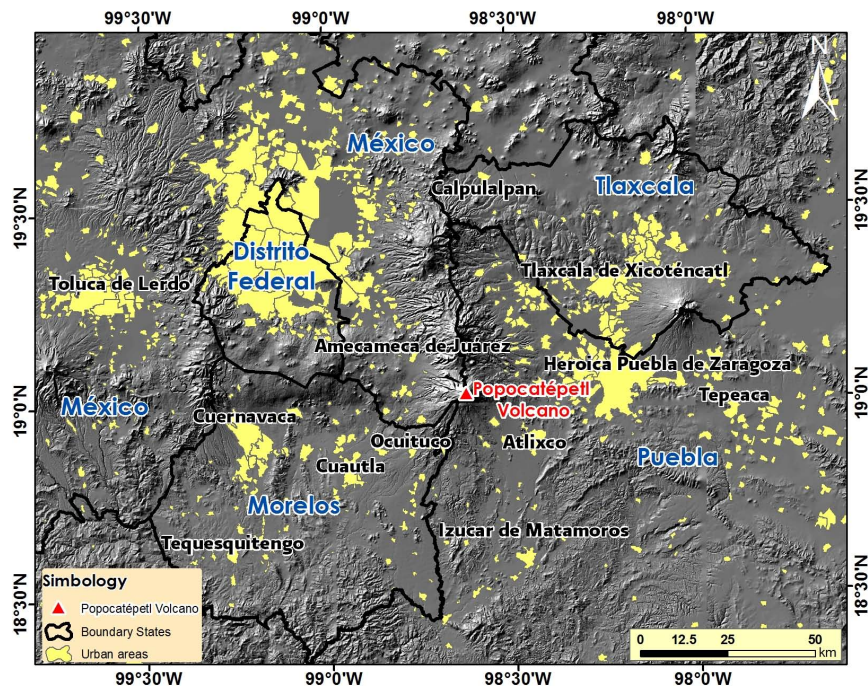 99°30'W
99°0'W
98°30'W
98°0'W
N
México
Calpulalpan
Tlaxcala
19°30'N
19°30'N
Distrito
Federal
Toluca de Lerdo
Tlaxcala de Xicoténcatl
Amecameca de Juárez
Heroica Puebla de Zaragoza
Popocatépetl
Volcano
Tepeaca
19°0'N
19°0'N
México
Cuernavaca
Ocuituco
Atlixco
Cuautla
Puebla
Morelos
Izucar de Matamoros
Tequesquitengo
18°30'N
18°30'N
Simbology
Popocatépetl Volcano
Boundary States
Urban areas
0 12.5 25 50
km
99°30'W
99°0'W
98°30'W
98°0'W